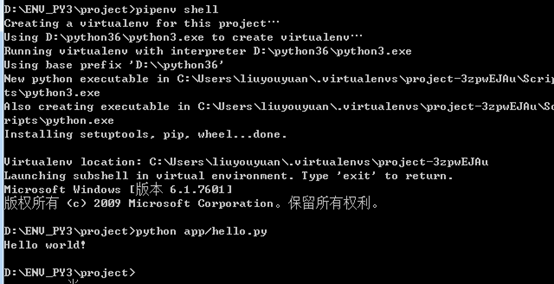 D:\ENV_PY3\project>pipenv shell
Creating a virtualenv for this project…
Using D:\python36\python3.exe to create virtualenv…
Running virtualenv with interpreter D:\python36\python3.exe
Using base prefix 'D:\\python36'
New python executable in C:\Users\liuyouyuan\.virtualenvs\project-3zpwEJAu\Scrip
ts\python3.exe
Also creating executable in C:\Users\liuyouyuan\.virtualenvs\project-3zpwEJAu\Sc
ripts\python.exe
Installing setuptools, pip, wheel...done.
Virtualenv location: C:\Users\liuyouyuan\.virtualenvs\project-3zpwEJAu
Launching subshell in virtual environment. Type 'exit' to return.
Microsoft Windows [版本 6.1.7601]
版权所有 (c) 2009 Microsoft Corporation。保留所有权利。
D:\ENV_PY3\project>python app/hello.py
Hello world!
D:\ENV_PY3\project>